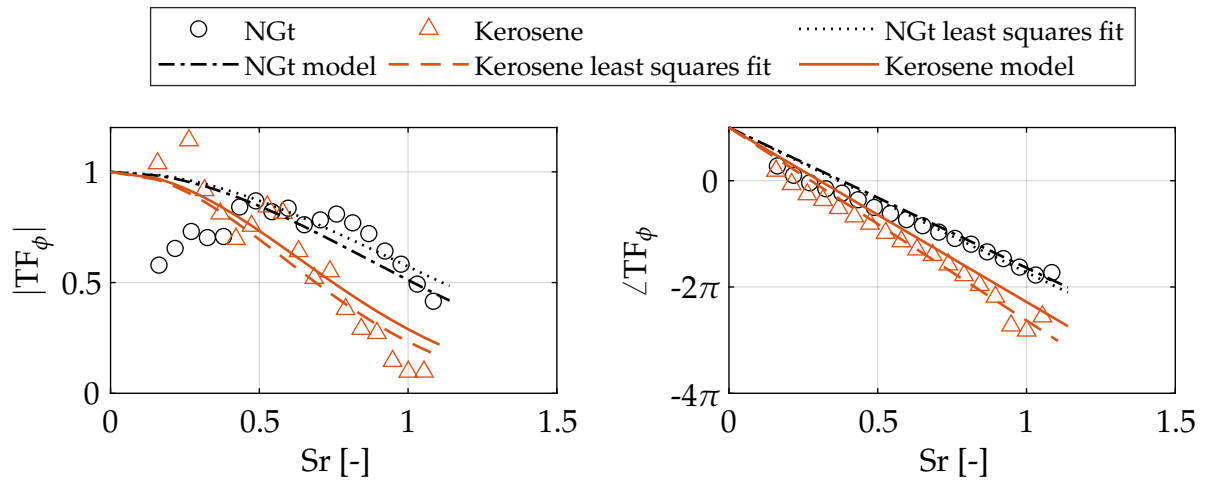 NGt Kerosene NGt least squares fit
NGt model Kerosene least squares fit Kerosene model
|TF_ϕ|
1
0.5
0
0 0.5 1 1.5
Sr [-]
∠TF_ϕ
0
-2π
-4π
0 0.5 1 1.5
Sr [-]